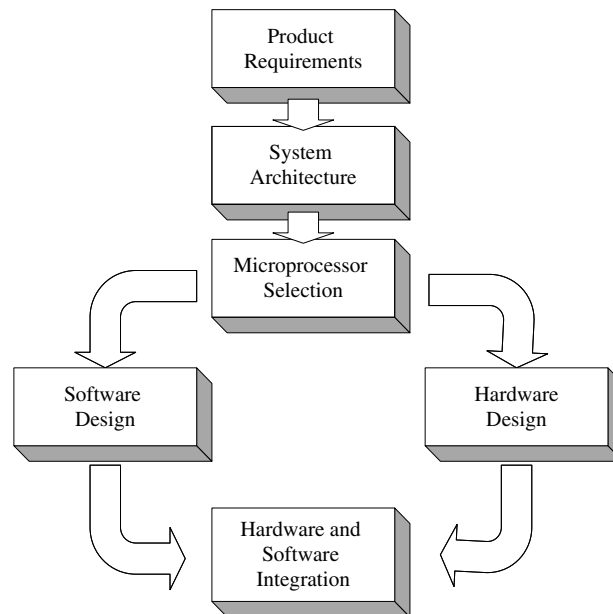 Product
Requirements
System
Architecture
Microprocessor
Selection
Software
Design
Hardware
Design
Hardware and
Software
Integration